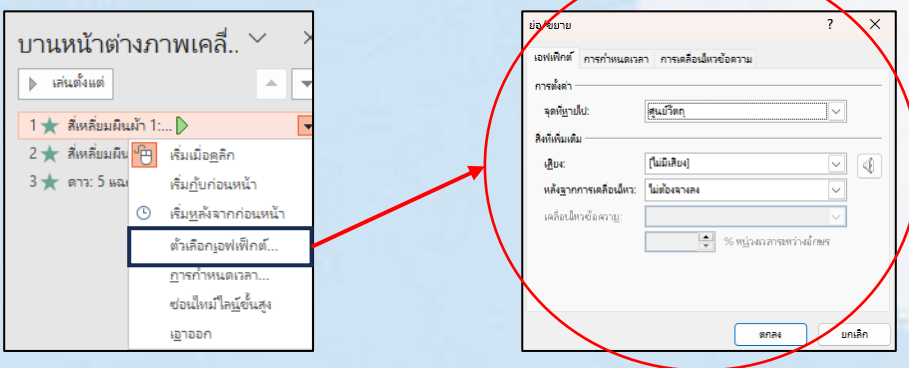 บานหน้าต่างภาพเคลื่..
เล่นตั้งแต่
1 สี่เหลี่ยมผืนผ้า 1:...
2 สี่เหลี่ยมผืน
3 ดาว: 5 แฉก
เริ่มเมื่อคลิก
เริ่มกับก่อนหน้า
เริ่มหลังจากก่อนหน้า
ตัวเลือกเอฟเฟ็กต์...
การกำหนดเวลา...
ซ่อนไทม์ไลน์ขั้นสูง
เอาออก
ย่อ/ขยาย ? X
เอฟเฟ็กต์ การกำหนดเวลา การเคลื่อนไหวข้อความ
การตั้งค่า
จุดที่หายไป: ศูนย์วัตถุ
สิ่งที่เพิ่มเติม
เสียง: [ไม่มีเสียง]
หลังจากการเคลื่อนไหว: ไม่ต้องจางลง
เคลื่อนไหวข้อความ:
% หน่วงเวลาระหว่างอักษร
ตกลง ยกเลิก